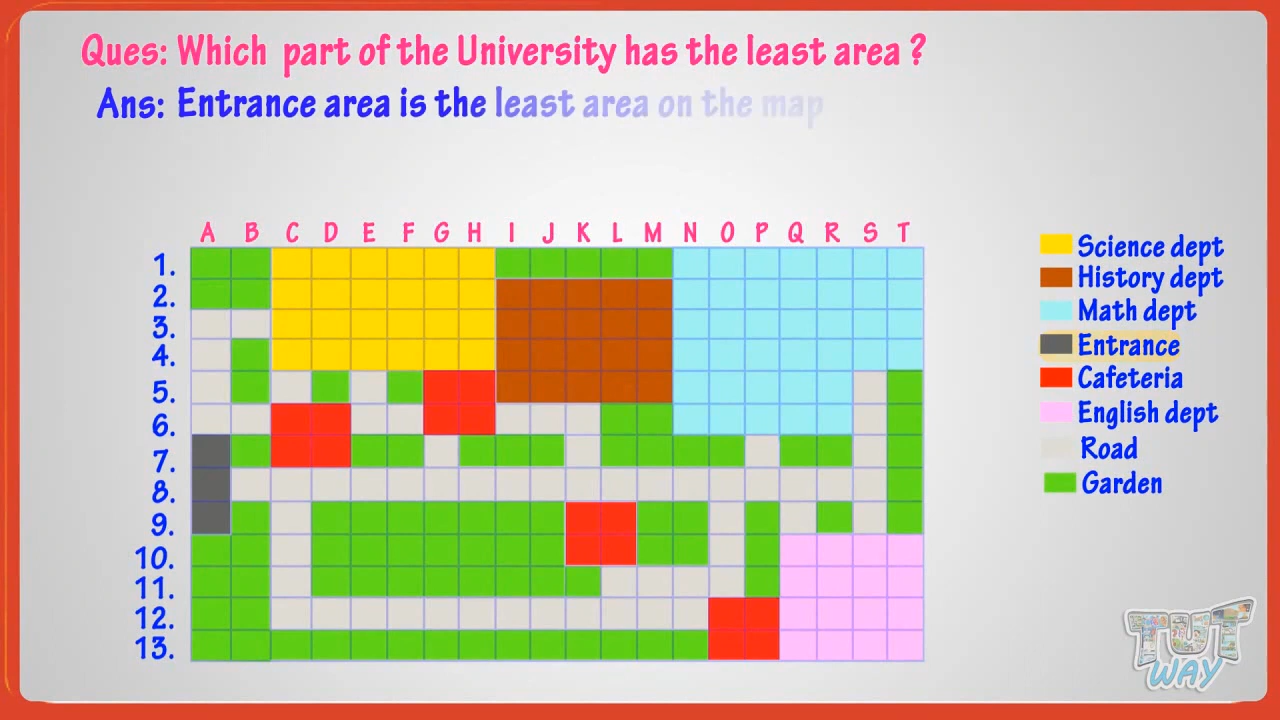 Ques: Which part of the University has the least area ?
Ans: Entrance area is the least area on the map
A B C D E F G H I J K L M N O P Q R S T
1.
2.
3.
4.
5.
6.
7.
8.
9.
10.
11.
12.
13.
Science dept
History dept
Math dept
Entrance
Cafeteria
English dept
Road
Garden
TUT
WAY